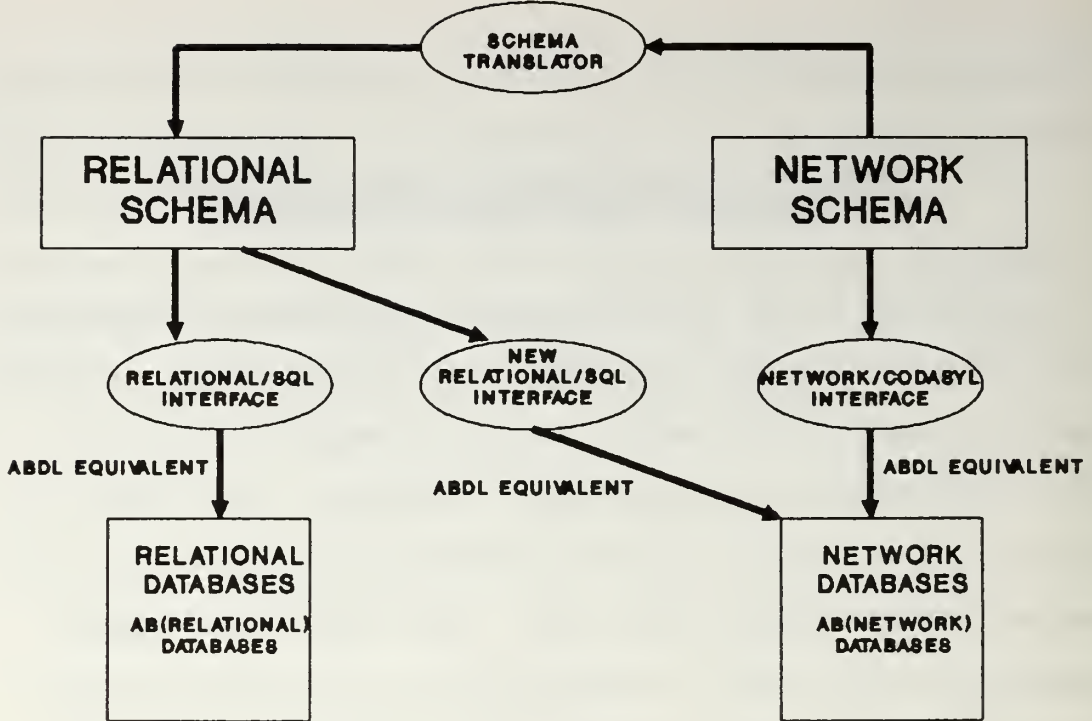 SCHEMA
TRANSLATOR
RELATIONAL
SCHEMA
NETWORK
SCHEMA
RELATIONAL/SQL
INTERFACE
NEW
RELATIONAL/SQL
INTERFACE
NETWORK/CODASYL
INTERFACE
ABDL EQUIVALENT
ABDL EQUIVALENT
ABDL EQUIVALENT
RELATIONAL
DATABASES
AB(RELATIONAL)
DATABASES
NETWORK
DATABASES
AB(NETWORK)
DATABASES